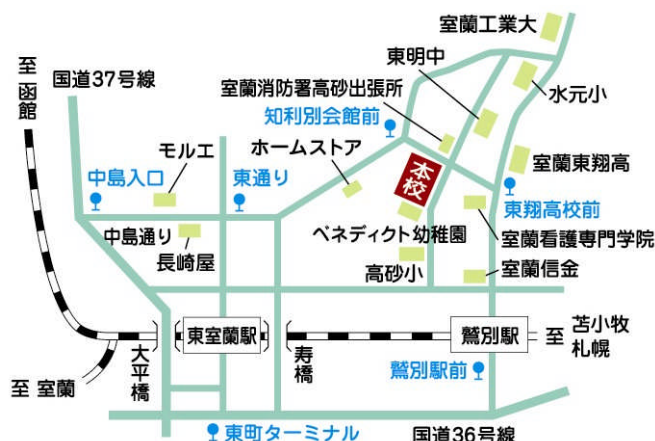 室蘭工業大
至 函館
国道37号線
東明中
水元小
室蘭消防署高砂出張所
知利別会館前
ホームストア
モルエ
中島入口
東通り
本校
室蘭東翔高
東翔高校前
中島通り
長崎屋
ベネディクト幼稚園
室蘭看護専門学院
高砂小
室蘭信金
東室蘭駅
鷲別駅
至 苫小牧
札幌
大平橋
寿橋
至 室蘭
鷲別駅前
東町ターミナル
国道36号線